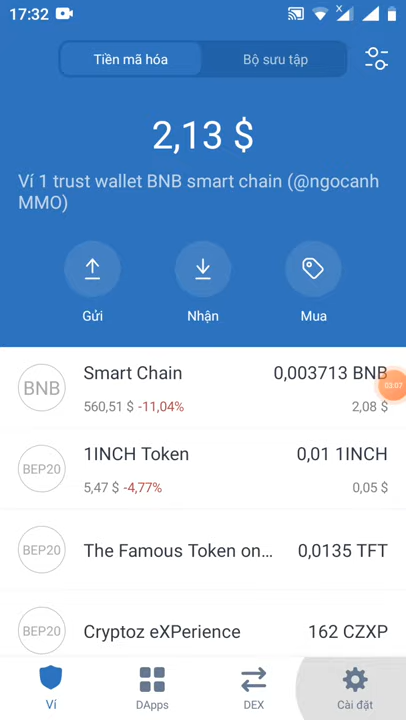 17:32
Tiền mã hóa
Bộ sưu tập
2,13 $
Ví 1 trust wallet BNB smart chain (@ngocanh
MMO)
Gửi
Nhận
Mua
BNB
Smart Chain
0,003713 BNB
560,51 $ -11,04%
2,08 $
03:07
BEP20
1INCH Token
0,01 1INCH
5,47 $ -4,77%
0,05 $
BEP20
The Famous Token on...
0,0135 TFT
BEP20
Cryptoz eXPerience
162 CZXP
Ví
DApps
DEX
Cài đặt